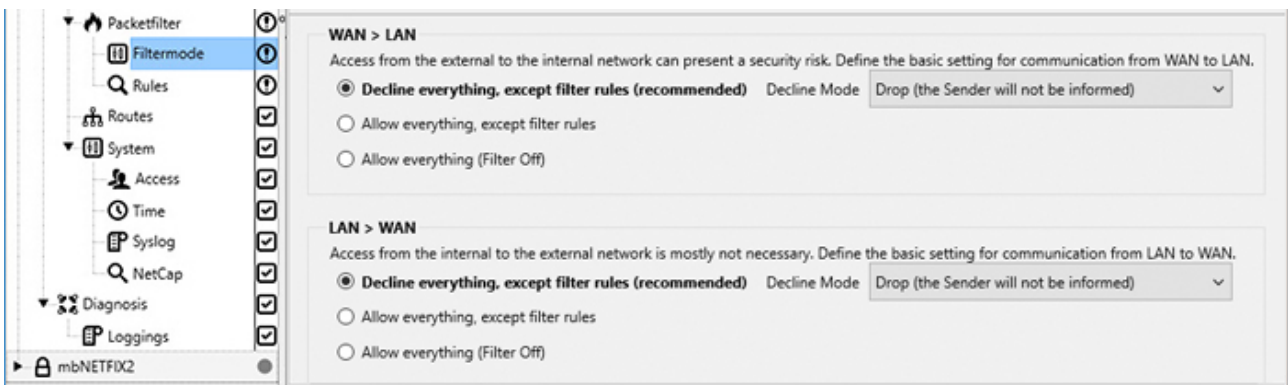 Packetfilter
Filtermode
Rules
Routes
System
Access
Time
Syslog
NetCap
Diagnosis
Loggings
mbNETFIX2
WAN > LAN
Access from the external to the internal network can present a security risk. Define the basic setting for communication from WAN to LAN.
Decline everything, except filter rules (recommended) Decline Mode Drop (the Sender will not be informed)
Allow everything, except filter rules
Allow everything (Filter Off)
LAN > WAN
Access from the internal to the external network is mostly not necessary. Define the basic setting for communication from LAN to WAN.
Decline everything, except filter rules (recommended) Decline Mode Drop (the Sender will not be informed)
Allow everything, except filter rules
Allow everything (Filter Off)